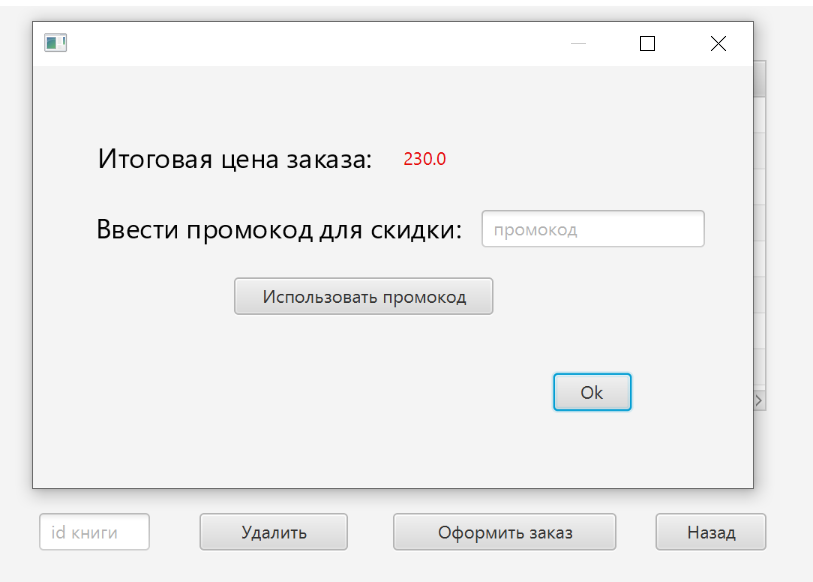 Итоговая цена заказа: 230.0
Ввести промокод для скидки: промокод
Использовать промокод
Ok
id книги Удалить Оформить заказ Назад